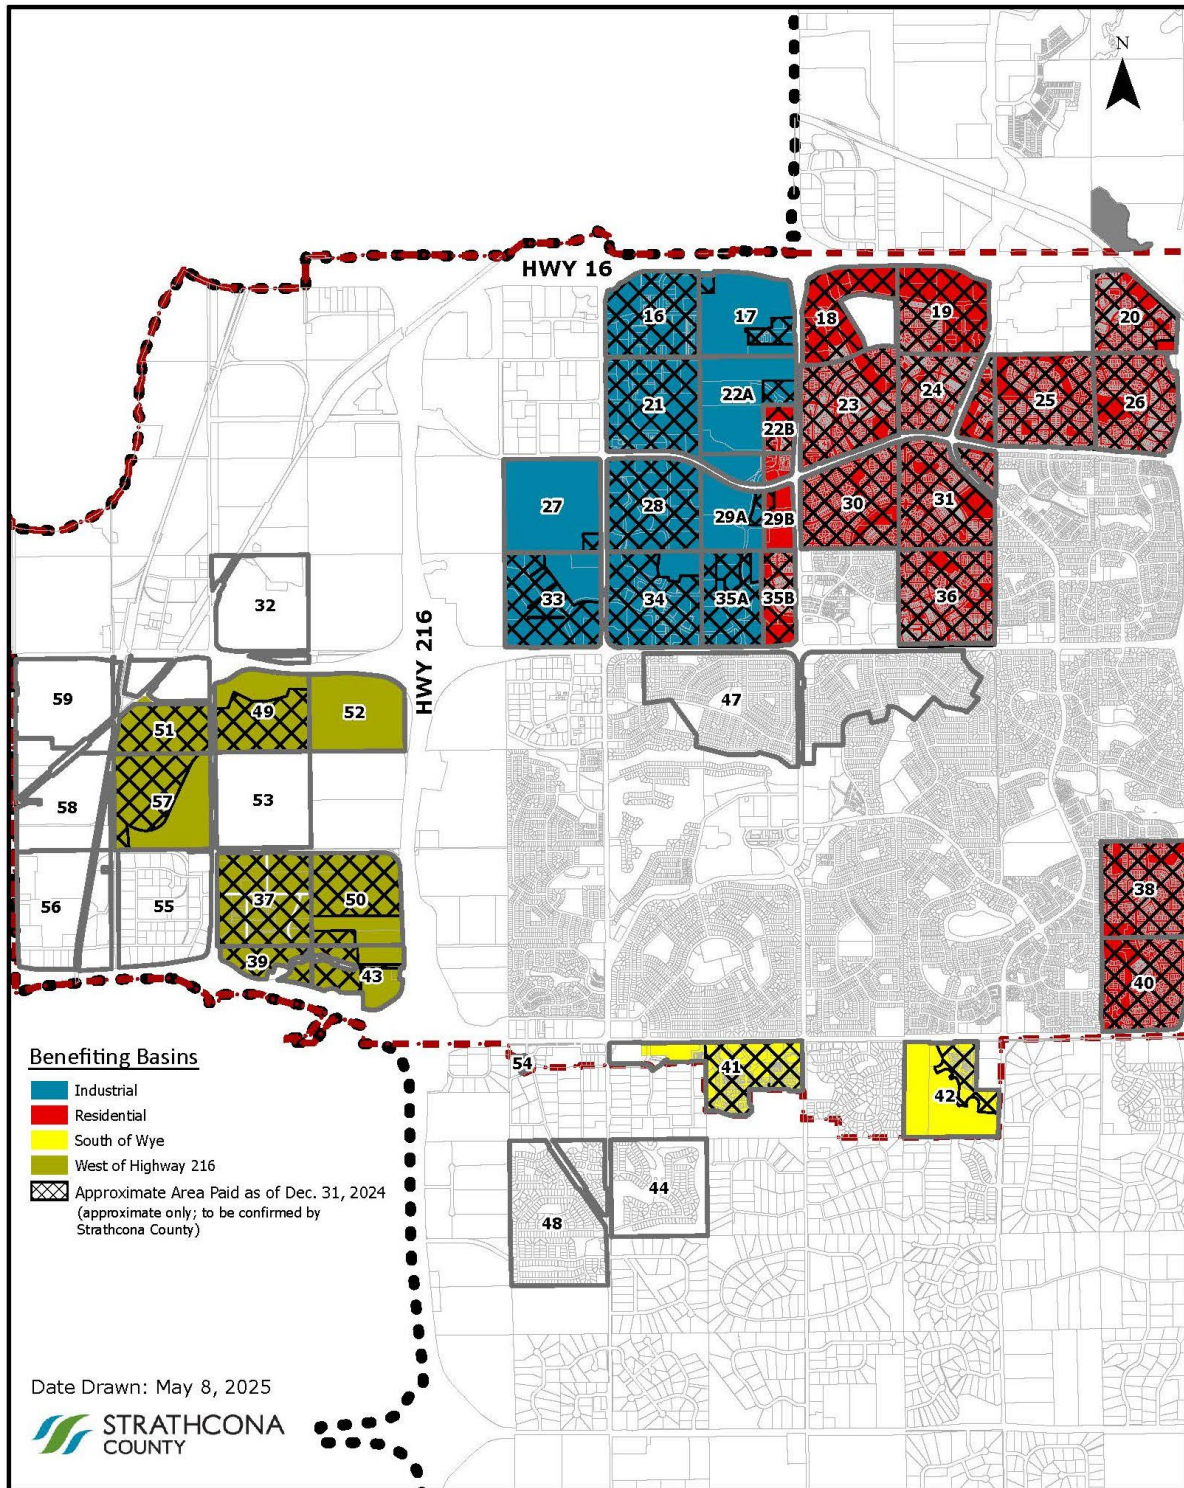 N
HWY 16
16
17
18
19
20
21
22A
22B
23
24
25
26
27
28
29A
29B
30
31
32
33
34
35A
35B
36
HWY 216
59
51
49
52
47
58
57
53
56
55
37
50
38
39
43
40
54
41
42
48
44
Benefiting Basins
Industrial
Residential
South of Wye
West of Highway 216
Approximate Area Paid as of Dec. 31, 2024
(approximate only; to be confirmed by
Strathcona County)
Date Drawn: May 8, 2025
STRATHCONA
COUNTY